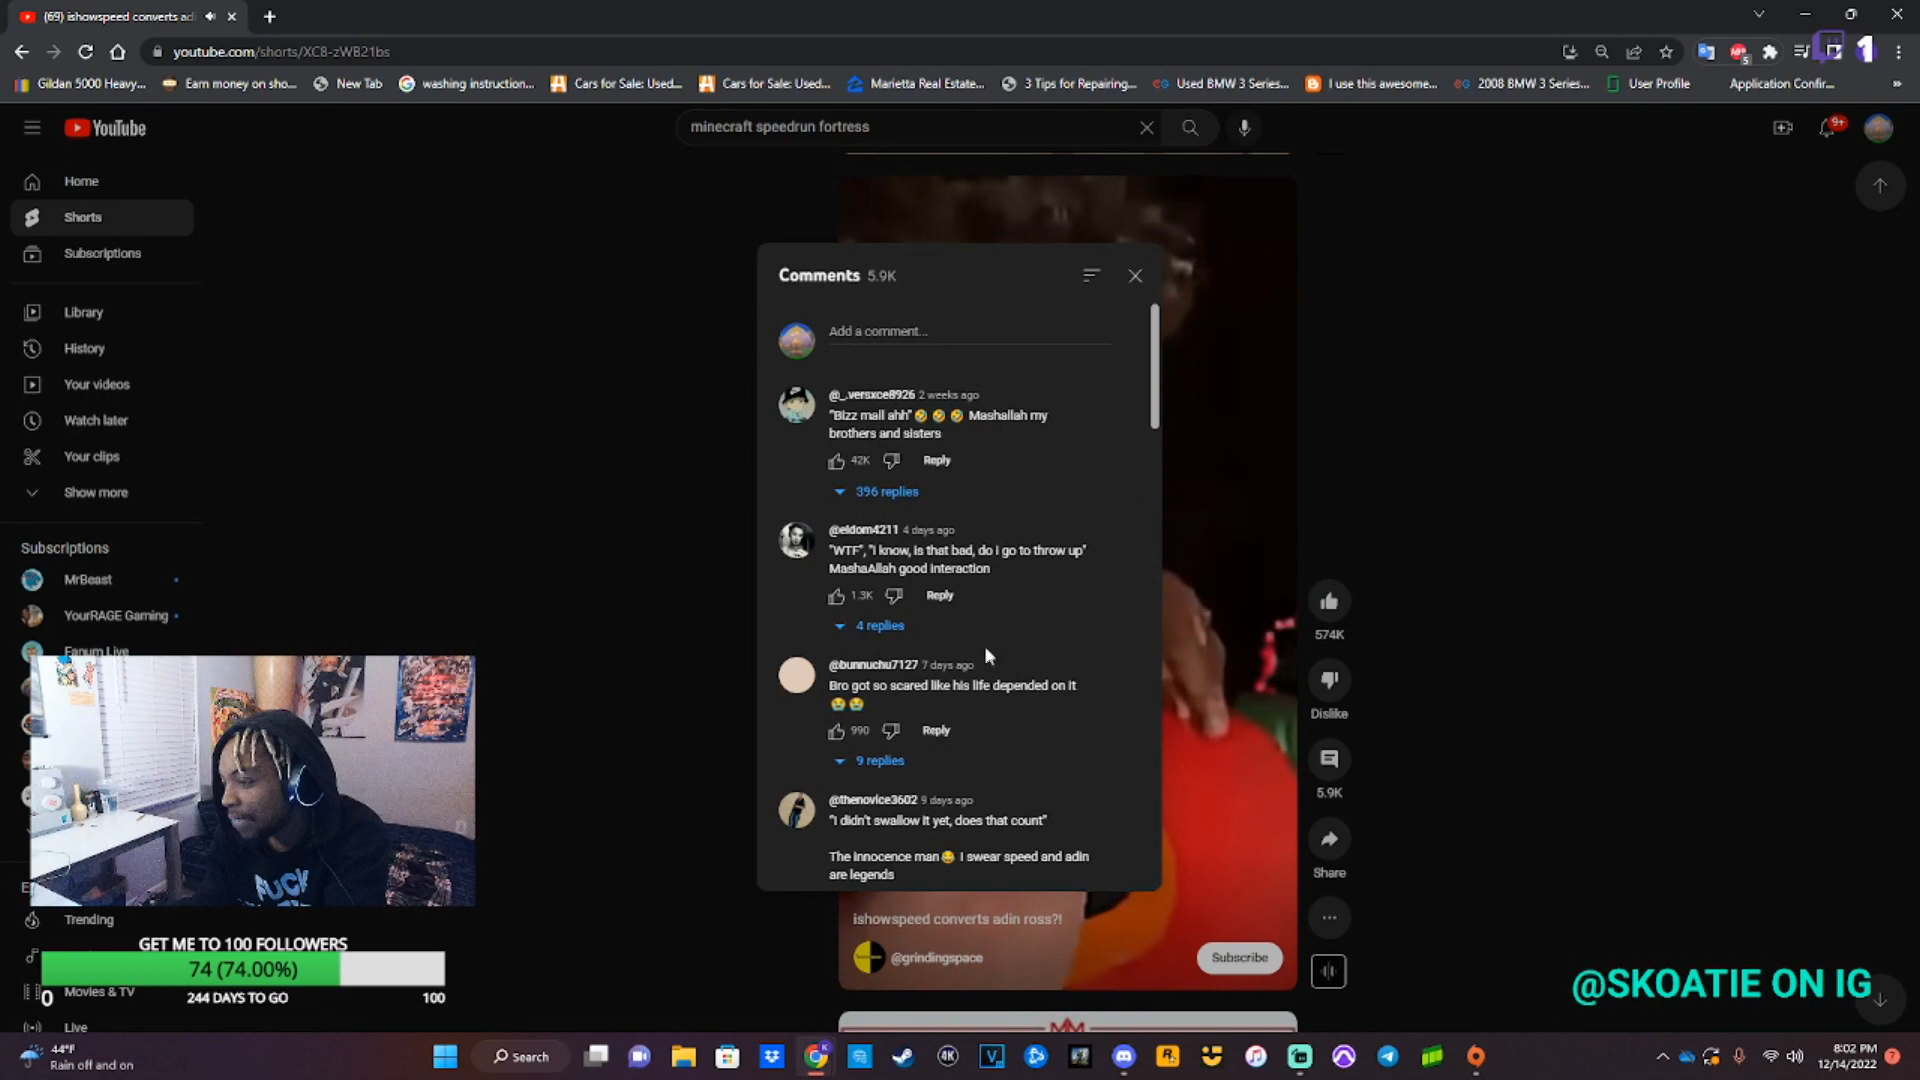 (69) ishowspeed converts adi
youtube.com/shorts/XC8-zWB21bs
5
1
Gildan 5000 Heavy...
Earn money on sho...
New Tab
washing instruction...
Cars for Sale: Used...
Cars for Sale: Used...
Marietta Real Estate...
3 Tips for Repairing...
Used BMW 3 Series...
I use this awesome...
2008 BMW 3 Series...
User Profile
Application Confir...
YouTube
minecraft speedrun fortress
9+
Home
Shorts
Subscriptions
Library
History
Your videos
Watch later
Your clips
Show more
Subscriptions
MrBeast
YourRAGE Gaming
Fanum Live
Trending
Movies & TV
Live
Comments 5.9K
Add a comment...
@_.versxce8926 2 weeks ago
"Bizz mall ahh"🤣 🤣 🤣 Mashallah my
brothers and sisters
42K Reply
396 replies
@eldom4211 4 days ago
"WTF", "I know, is that bad, do i go to throw up"
MashaAllah good interaction
1.3K Reply
4 replies
@bunnuchu7127 7 days ago
Bro got so scared like his life depended on it
😭 😭
990 Reply
9 replies
@thenovice3602 9 days ago
"I didn't swallow it yet, does that count"
The innocence man😂 I swear speed and adin
are legends
ishowspeed converts adin ross?!
@grindingspace
Subscribe
574K
Dislike
5.9K
Share
FUCK
GET ME TO 100 FOLLOWERS
74 (74.00%)
0 244 DAYS TO GO 100
@SKOATIE ON IG
44°F
Rain off and on
Search
4K
V
8:02 PM
12/14/2022
7